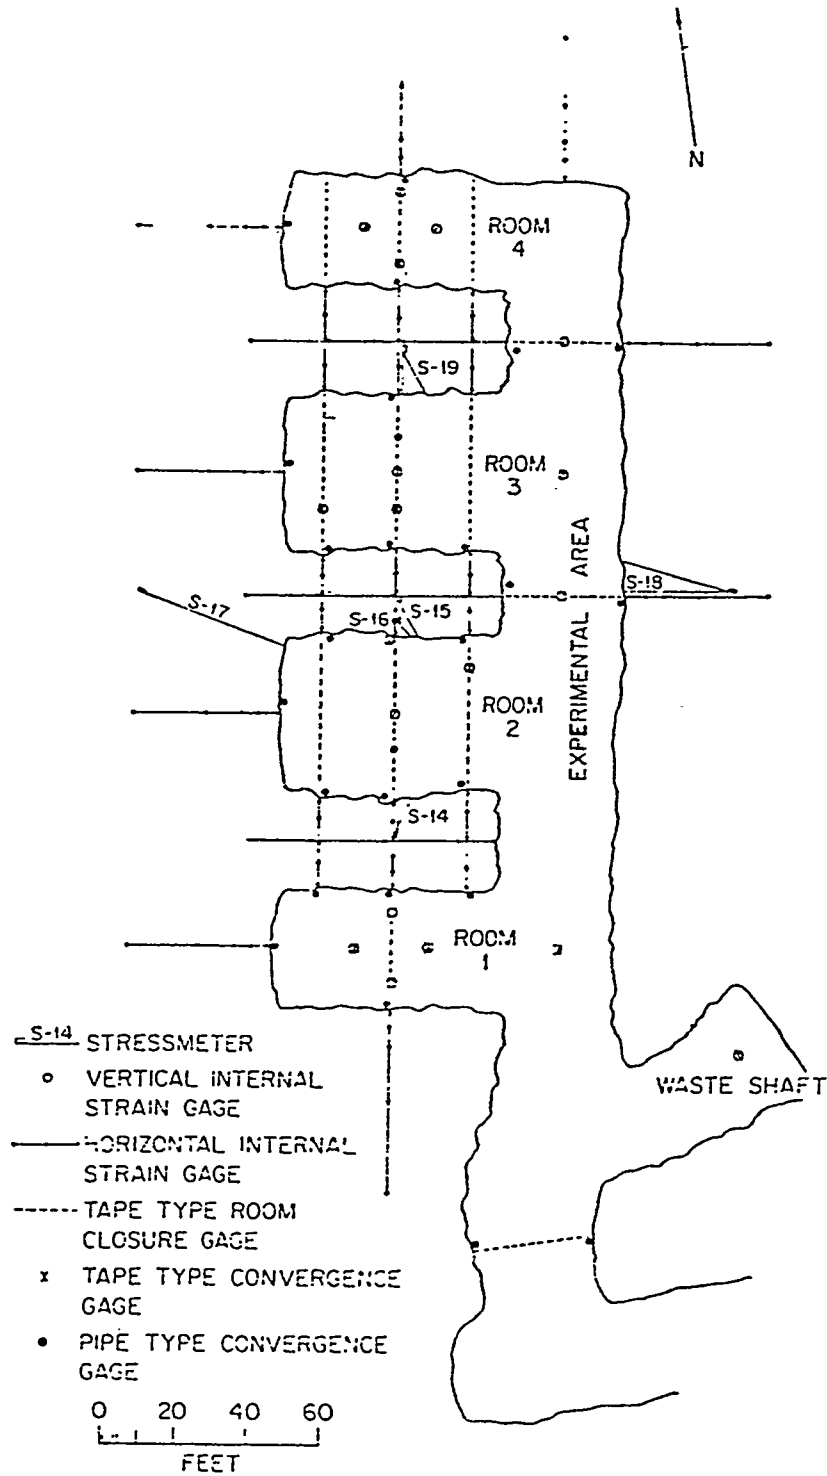 N
ROOM
4
S-19
ROOM
3
EXPERIMENTAL AREA
S-18
S-17
S-15
S-16
ROOM
2
S-14
ROOM
1
WASTE SHAFT
S-14 STRESSMETER
VERTICAL INTERNAL
STRAIN GAGE
HORIZONTAL INTERNAL
STRAIN GAGE
TAPE TYPE ROOM
CLOSURE GAGE
x TAPE TYPE CONVERGENCE
GAGE
PIPE TYPE CONVERGENCE
GAGE
0 20 40 60
FEET